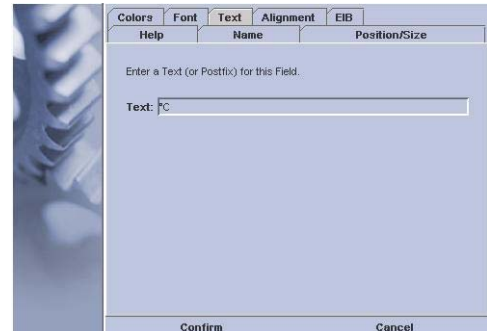 Colors Font Text Alignment EIB
Help Name Position/Size
Enter a Text (or Postfix) for this Field.
Text: °C
Confirm Cancel